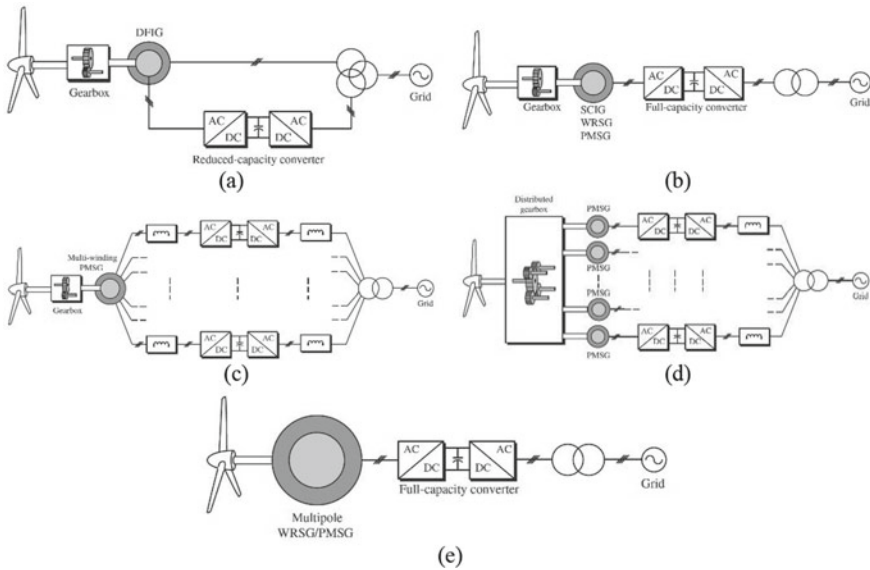 DFIG
Gearbox
Grid
AC
DC
AC
DC
Reduced-capacity converter
(a)
Gearbox
SCIG
WRSG
PMSG
AC
DC
AC
DC
Full-capacity converter
Grid
(b)
Multi-winding
PMSG
Gearbox
AC
DC
AC
DC
AC
DC
AC
DC
Grid
(c)
Distributed
gearbox
PMSG
PMSG
PMSG
PMSG
AC
DC
AC
DC
AC
DC
AC
DC
Grid
(d)
Multipole
WRSG/PMSG
AC
DC
AC
DC
Full-capacity converter
Grid
(e)